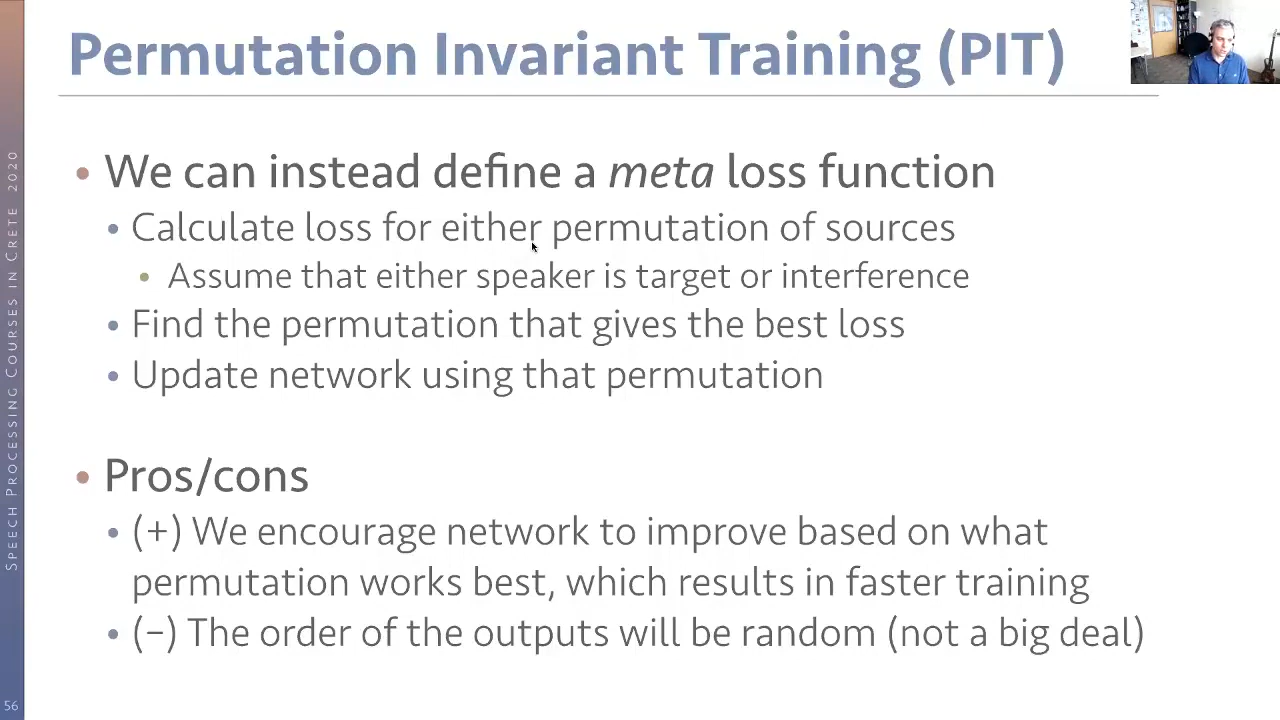 Permutation Invariant Training (PIT)
• We can instead define a meta loss function
• Calculate loss for either permutation of sources
• Assume that either speaker is target or interference
• Find the permutation that gives the best loss
• Update network using that permutation
• Pros/cons
• (+) We encourage network to improve based on what
permutation works best, which results in faster training
• (−) The order of the outputs will be random (not a big deal)
Speech Processing Courses in Crete 2020
56